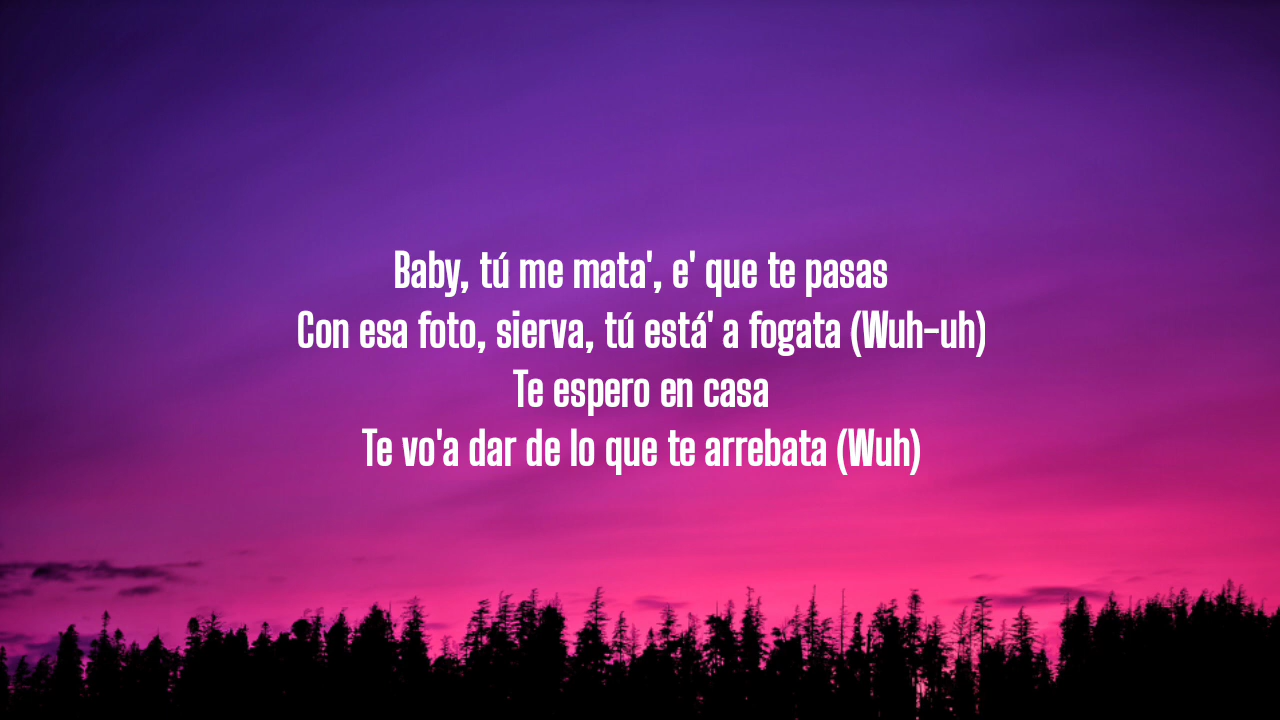 Baby, tú me mata', e' que te pasas
Con esa foto, sierva, tú está' a fogata (Wuh-uh)
Te espero en casa
Te vo'a dar de lo que te arrebata (Wuh)